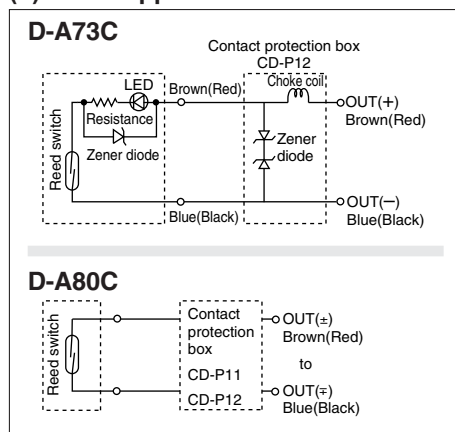 D-A73C
Contact protection box
CD-P12
LED
Brown(Red)
Choke coil
OUT(+)
Brown(Red)
Resistance
Zener diode
Zener
diode
Reed switch
Blue(Black)
OUT(−)
Blue(Black)
D-A80C
Reed switch
Contact
protection
box
CD-P11
CD-P12
OUT(±)
Brown(Red)
to
OUT(∓)
Blue(Black)